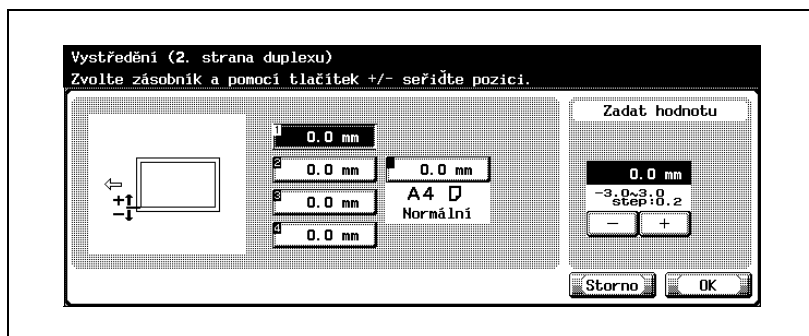 Vystředění (2. strana duplexu)
Zvolte zásobník a pomocí tlačítek +/- seřiďte pozici.
Zadat hodnotu
1 0.0 mm
2 0.0 mm
0.0 mm
0.0 mm
3 0.0 mm
A4
Normální
4 0.0 mm
-3.0~3.0
step:0.2
+
-
- +
Storno OK